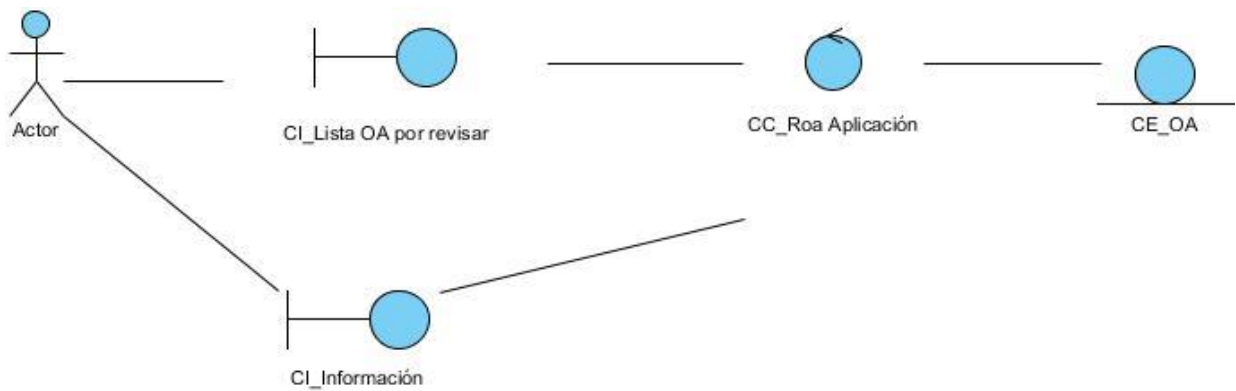 Actor
CI_Lista OA por revisar
CC_Roa Aplicación
CE_OA
CI_Información